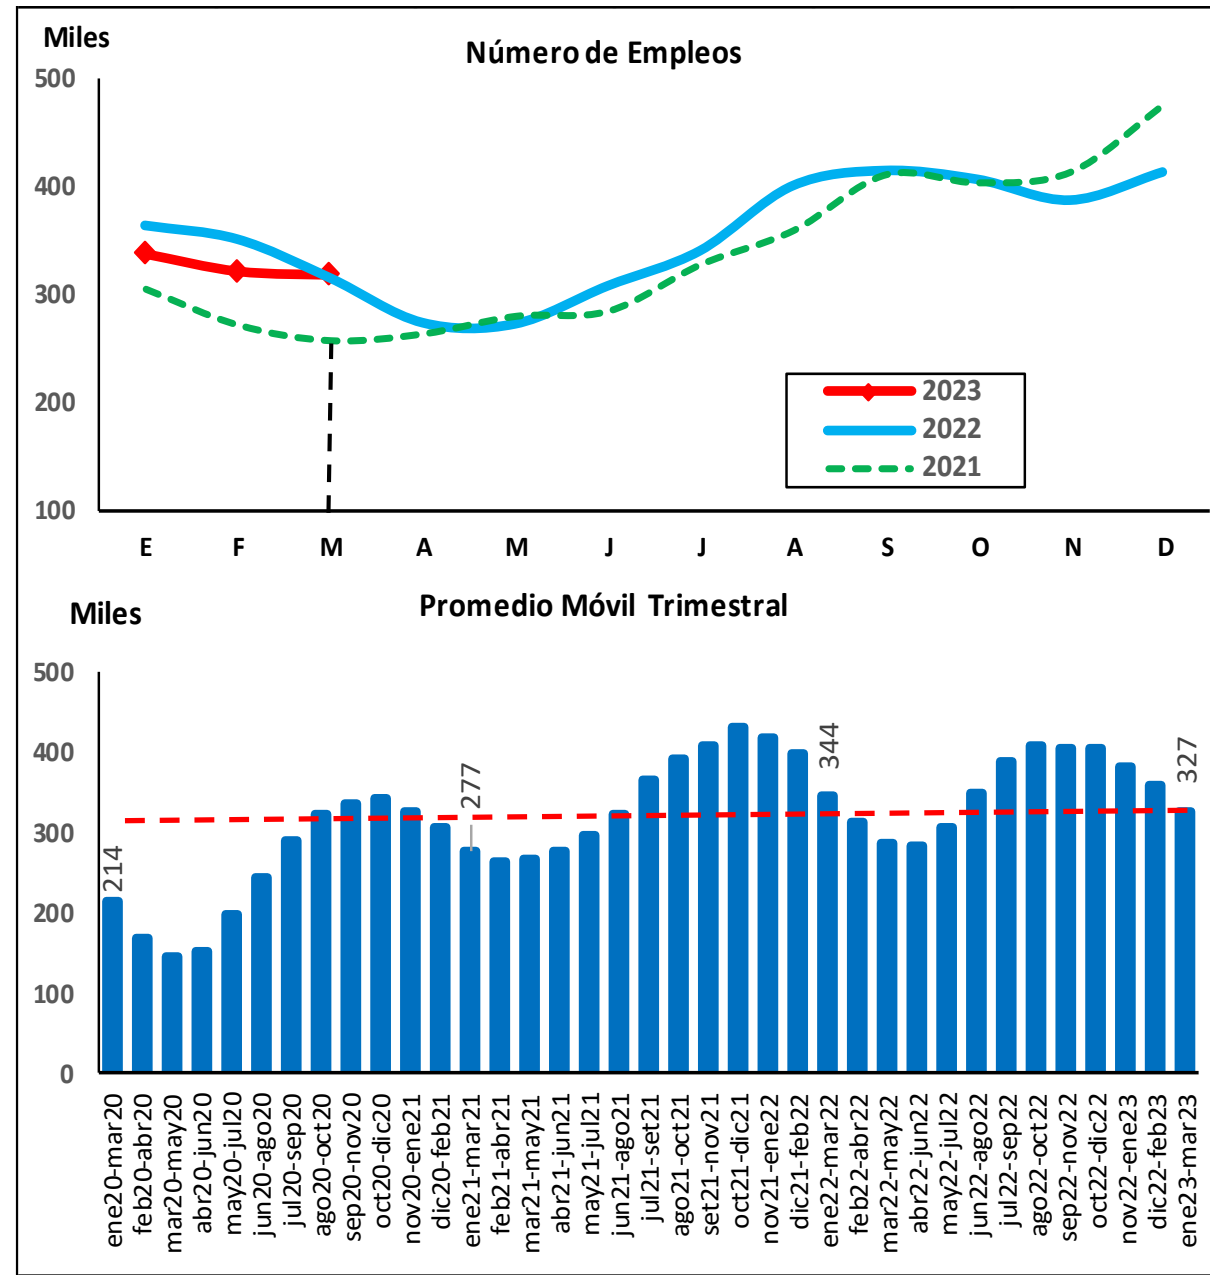 Miles
Número de Empleos
500
400
300
200
100
2023
2022
2021
E F M A M J J A S O N D
Miles
Promedio Móvil Trimestral
500
400
300
200
100
0
214
277
344
327
ene20-mar20
feb20-abr20
mar20-may20
abr20-jun20
may20-jul20
jun20-ago20
jul20-sep20
ago20-oct20
sep20-nov20
oct20-dic20
nov20-ene21
dic20-feb21
ene21-mar21
feb21-abr21
mar21-may21
abr21-jun21
may21-jul21
jun21-ago21
jul21-set21
ago21-oct21
set21-nov21
oct21-dic21
nov21-ene22
dic21-feb22
ene22-mar22
feb22-abr22
mar22-may22
abr22-jun22
may22-jul22
jun22-ago22
jul22-sep22
ago22-oct22
sep22-nov22
oct22-dic22
nov22-ene23
dic22-feb23
ene23-mar23